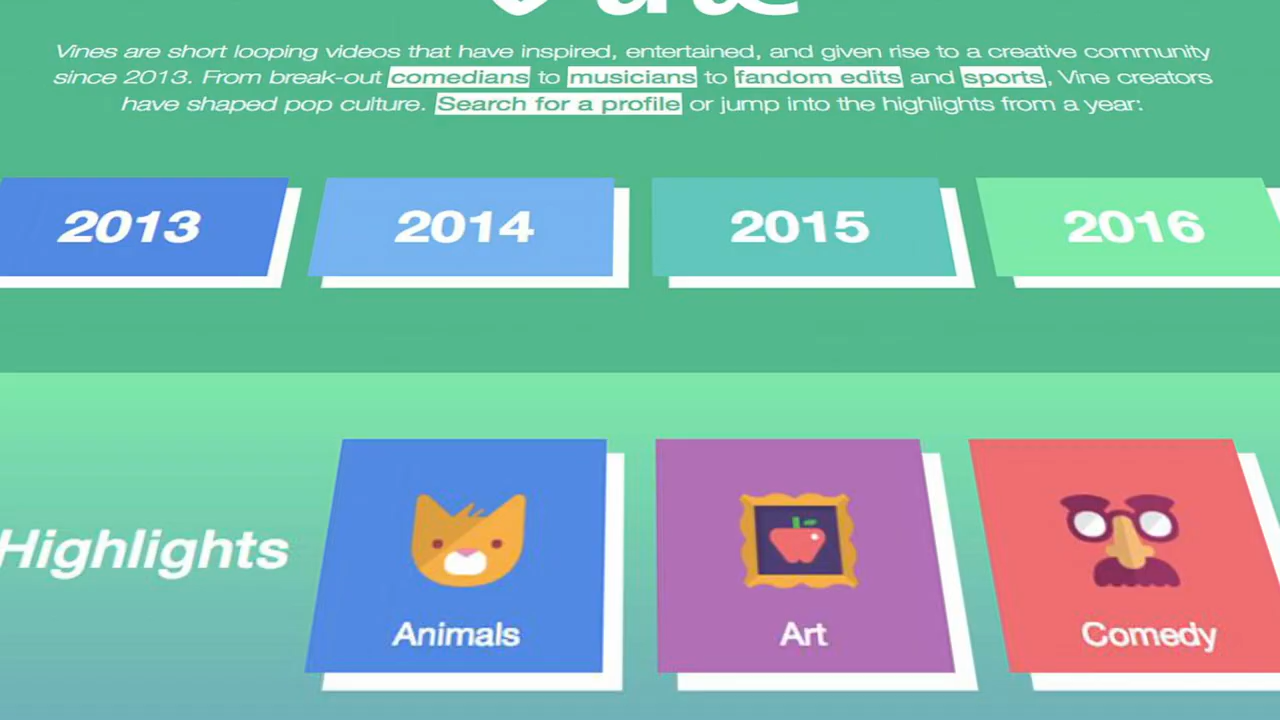 Vines are short looping videos that have inspired, entertained, and given rise to a creative community
since 2013. From break-out comedians to musicians to fandom edits and sports, Vine creators
have shaped pop culture. Search for a profile or jump into the highlights from a year:
2013 2014 2015 2016
Highlights
Animals Art Comedy